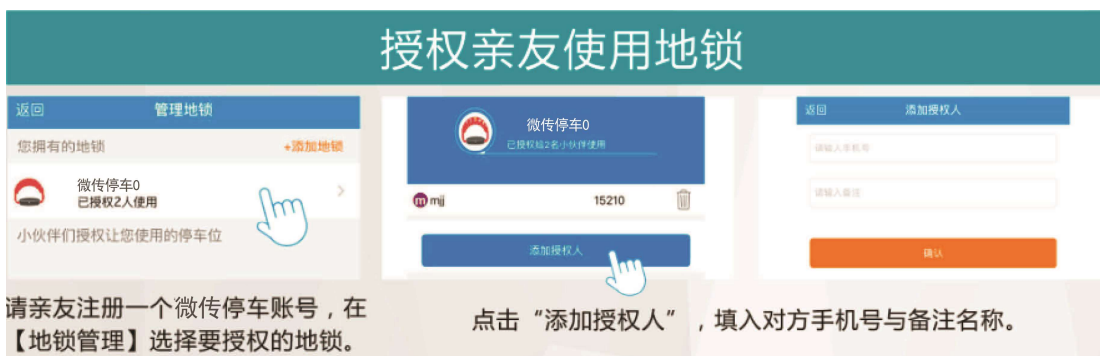 授权亲友使用地锁
返回
管理地锁
您拥有的地锁
+添加地锁
微传停车0
已授权2人使用
小伙伴们授权让您使用的停车位
请亲友注册一个微传停车账号，在
【地锁管理】选择要授权的地锁。
微传停车0
已授权给2名小伙伴使用
mjj
15210
添加授权人
点击“添加授权人”，填入对方手机号与备注名称。
返回
添加授权人
请输入手机号
请输入备注
确认